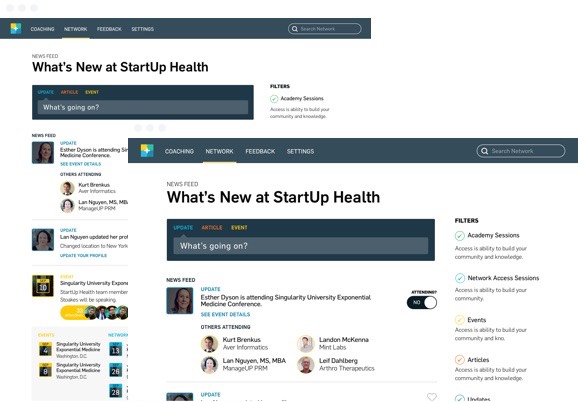 COACHING NETWORK FEEDBACK SETTINGS
Search Network
NEWS FEED
What's New at StartUp Health
UPDATE ARTICLE EVENT
What's going on?
FILTERS
Academy Sessions
Access is ability to build your
community and knowledge.
NEWS FEED
UPDATE
Esther Dyson is attending Sin
Medicine Conference.
SEE EVENT DETAILS
OTHERS ATTENDING
Kurt Brenkus
Aver Informatics
Lan Nguyen, MS, MB
ManageUP PRM
UPDATE
Lan Nguyen updated her prof
Changed location to New York
UPDATE YOUR PROFILE
EVENT
Singularity University Expone
StartUp Health team member
Stoakes will be speaking.
10
EVENTS
4
Singularity University
Exponential Medicine
Washington, D.C.
8
Singularity University
Exponential Medicine
Washington, D.C.
NETWOR
13
26
28
COACHING NETWORK FEEDBACK SETTINGS
Search Network
NEWS FEED
What's New at StartUp Health
UPDATE ARTICLE EVENT
What's going on?
NEWS FEED
UPDATE
Esther Dyson is attending Singularity University Exponential
Medicine Conference.
SEE EVENT DETAILS
ATTENDING?
NO
OTHERS ATTENDING
Kurt Brenkus
Aver Informatics
Landon McKenna
Mint Labs
Lan Nguyen, MS, MBA
ManageUP PRM
Leif Dahlberg
Arthro Therapeutics
UPDATE
FILTERS
Academy Sessions
Access is ability to build your
community and knowledge.
Network Access Sessions
Access is ability to build your
community.
Events
Access is ability to build your
community and kno.
Articles
Access is ability to build your
community and knowledge.
Updates